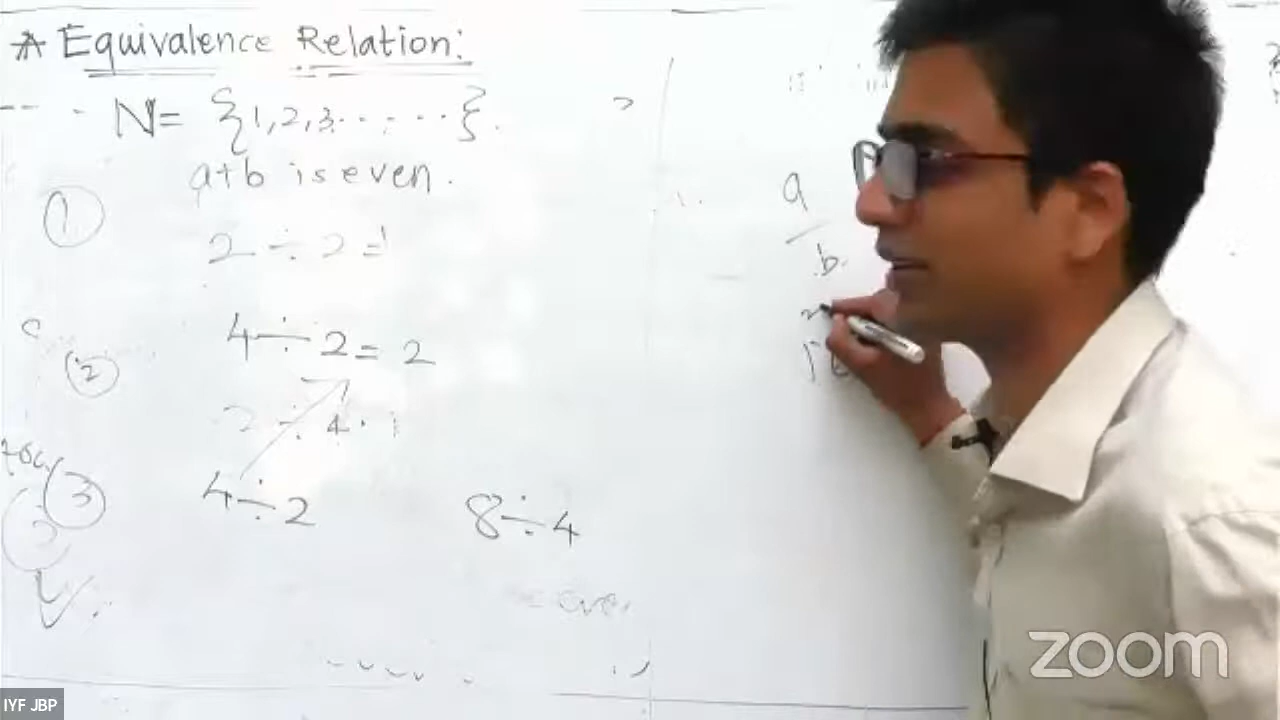 Equivalence Relation:
N = {1,2,3.......}.
a+b is even.
1
2 ÷ 2 = 1
4 ÷ 2 = 2
2
2 ÷ 4
3
4 ÷ 2
8 ÷ 4
a
b.
zoom
IYF JBP